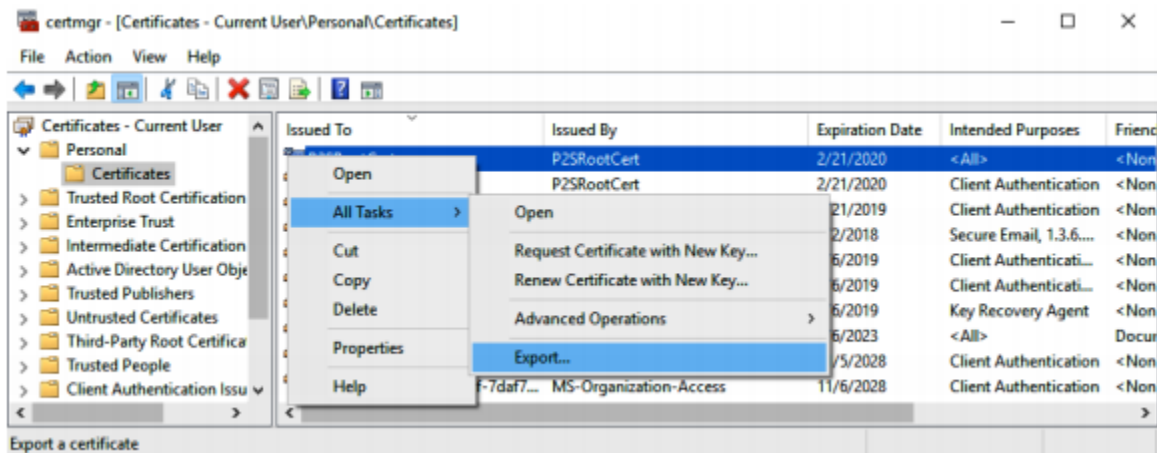 certmgr - [Certificates - Current User\Personal\Certificates]
File Action View Help
Certificates - Current User
Personal
Certificates
Trusted Root Certification
Enterprise Trust
Intermediate Certification
Active Directory User Obje
Trusted Publishers
Untrusted Certificates
Third-Party Root Certifica
Trusted People
Client Authentication Issu
Issued To Issued By Expiration Date Intended Purposes Friend
P2SRootCert 2/21/2020 <All> <Non
P2SRootCert 2/21/2020 Client Authentication <Non
21/2019 Client Authentication <Non
2/2018 Secure Email, 1.3.6.... <Non
6/2019 Client Authenticati... <Non
6/2019 Client Authenticati... <Non
6/2019 Key Recovery Agent <Non
6/2023 <All> Docur
/5/2028 Client Authentication <Non
f-7daf7... MS-Organization-Access 11/6/2028 Client Authentication <Non
Open
All Tasks
Cut
Copy
Delete
Properties
Help
Open
Request Certificate with New Key...
Renew Certificate with New Key...
Advanced Operations
Export...
Export a certificate